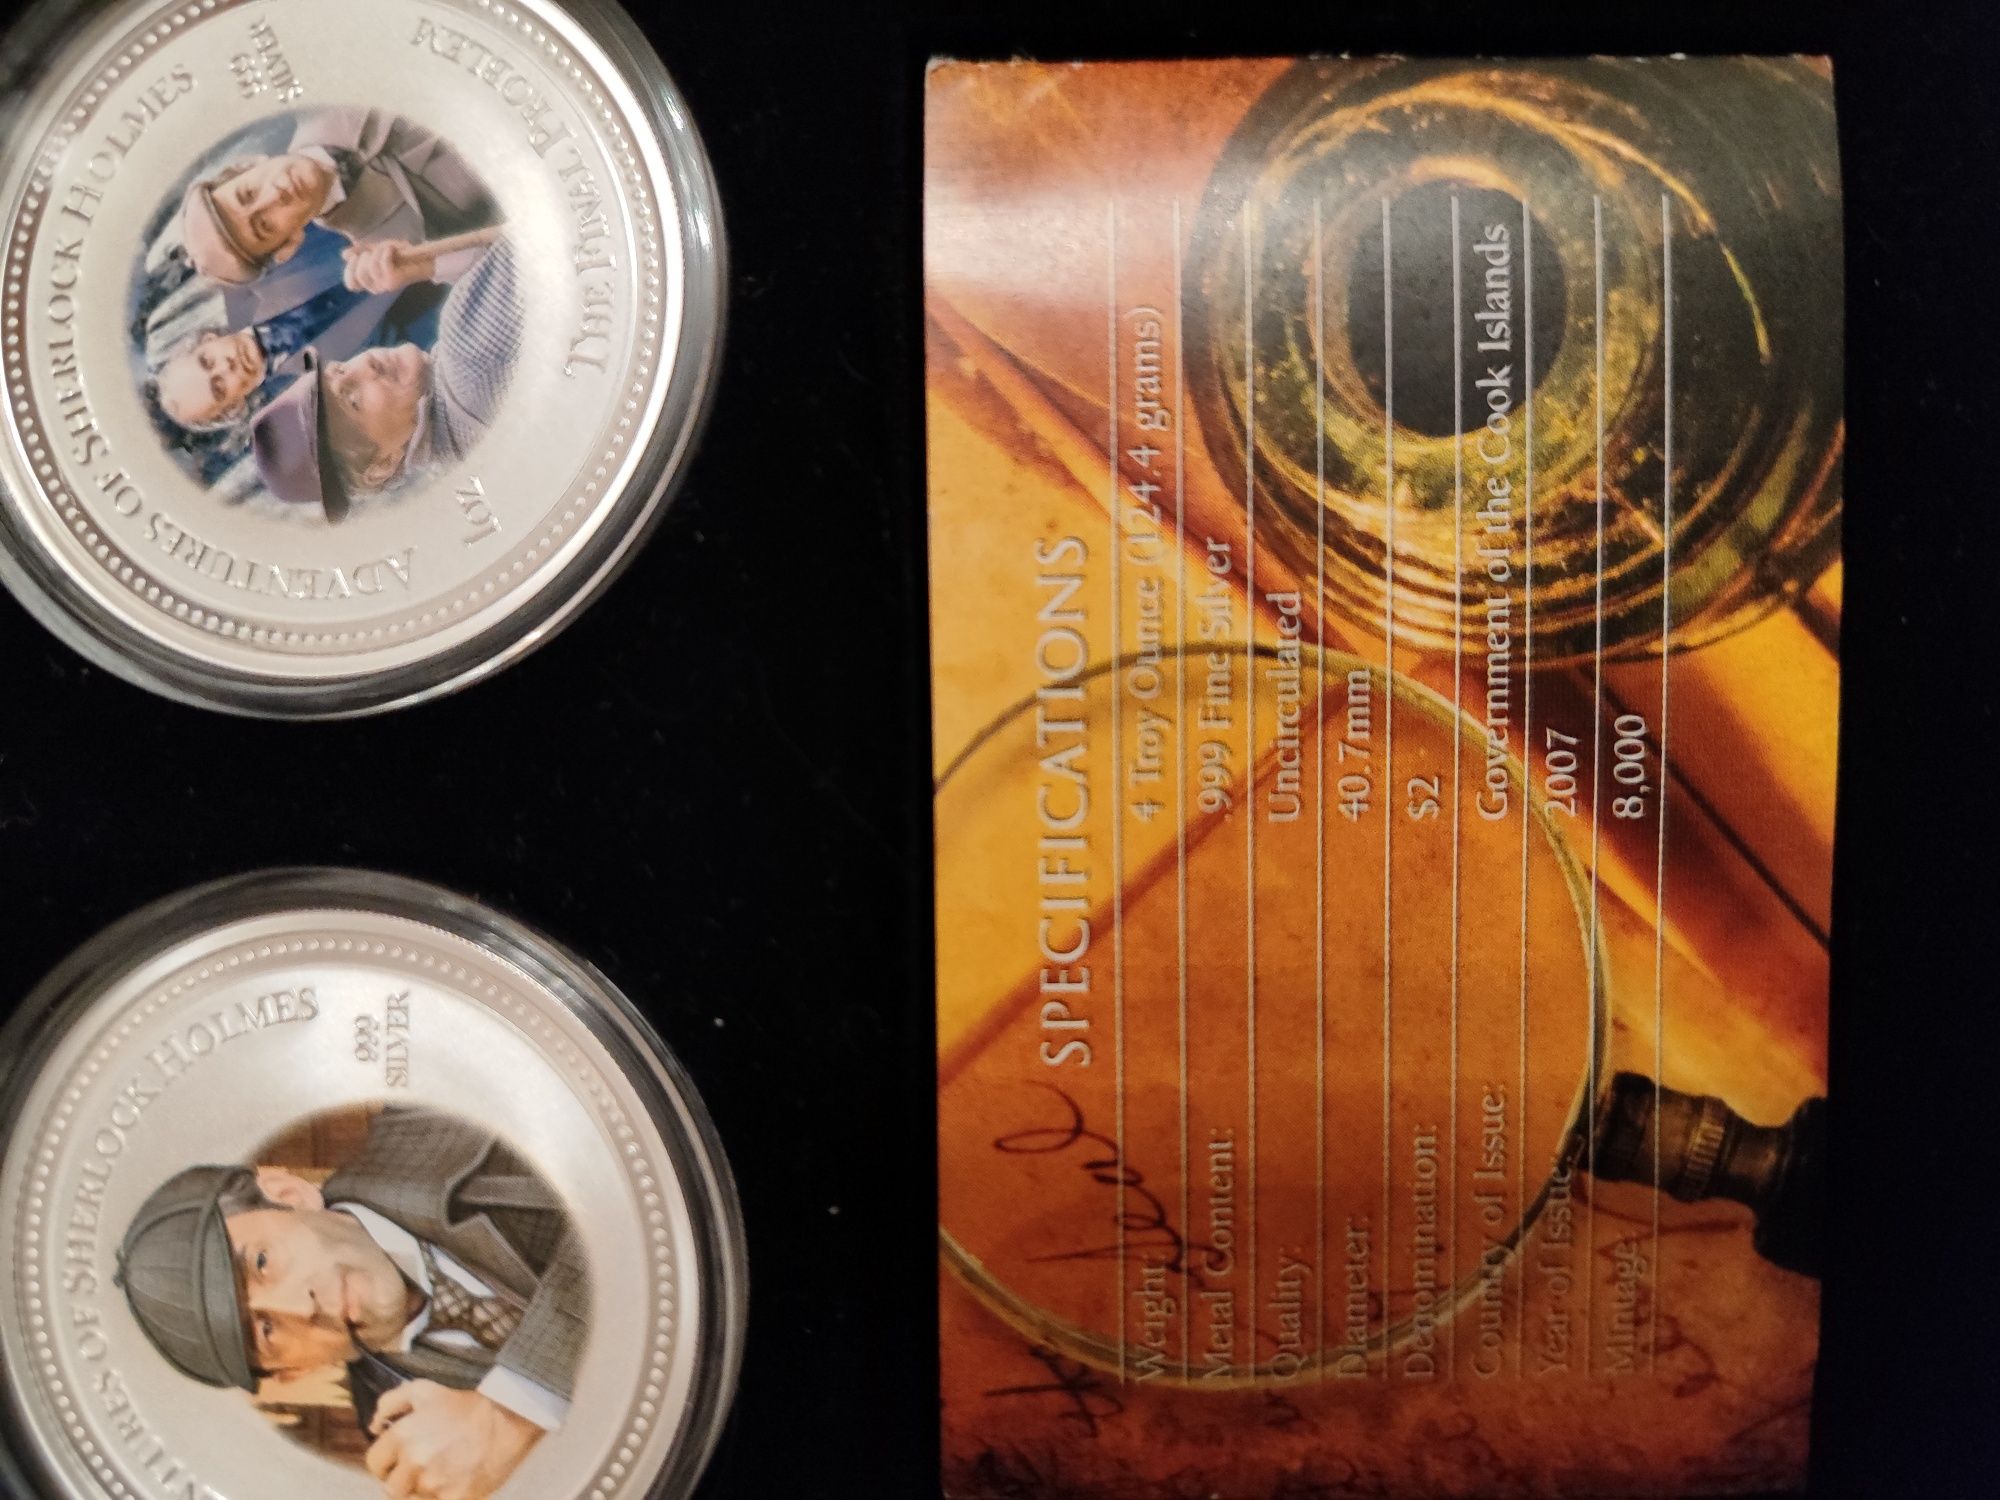 SPECIFICATIONS
Weight: 4 Troy Ounce (124.4 grams)
Metal Content: .999 Fine Silver
Quality: Uncirculated
Diameter: 40.7mm
Denomination: $2
Country of Issue: Government of the Cook Islands
Year of Issue: 2007
Mintage: 8,000
ADVENTURES OF SHERLOCK HOLMES
999
SILVER
1oz
THE FINAL PROBLEM
NTURES OF SHERLOCK HOLMES
999
SILVER